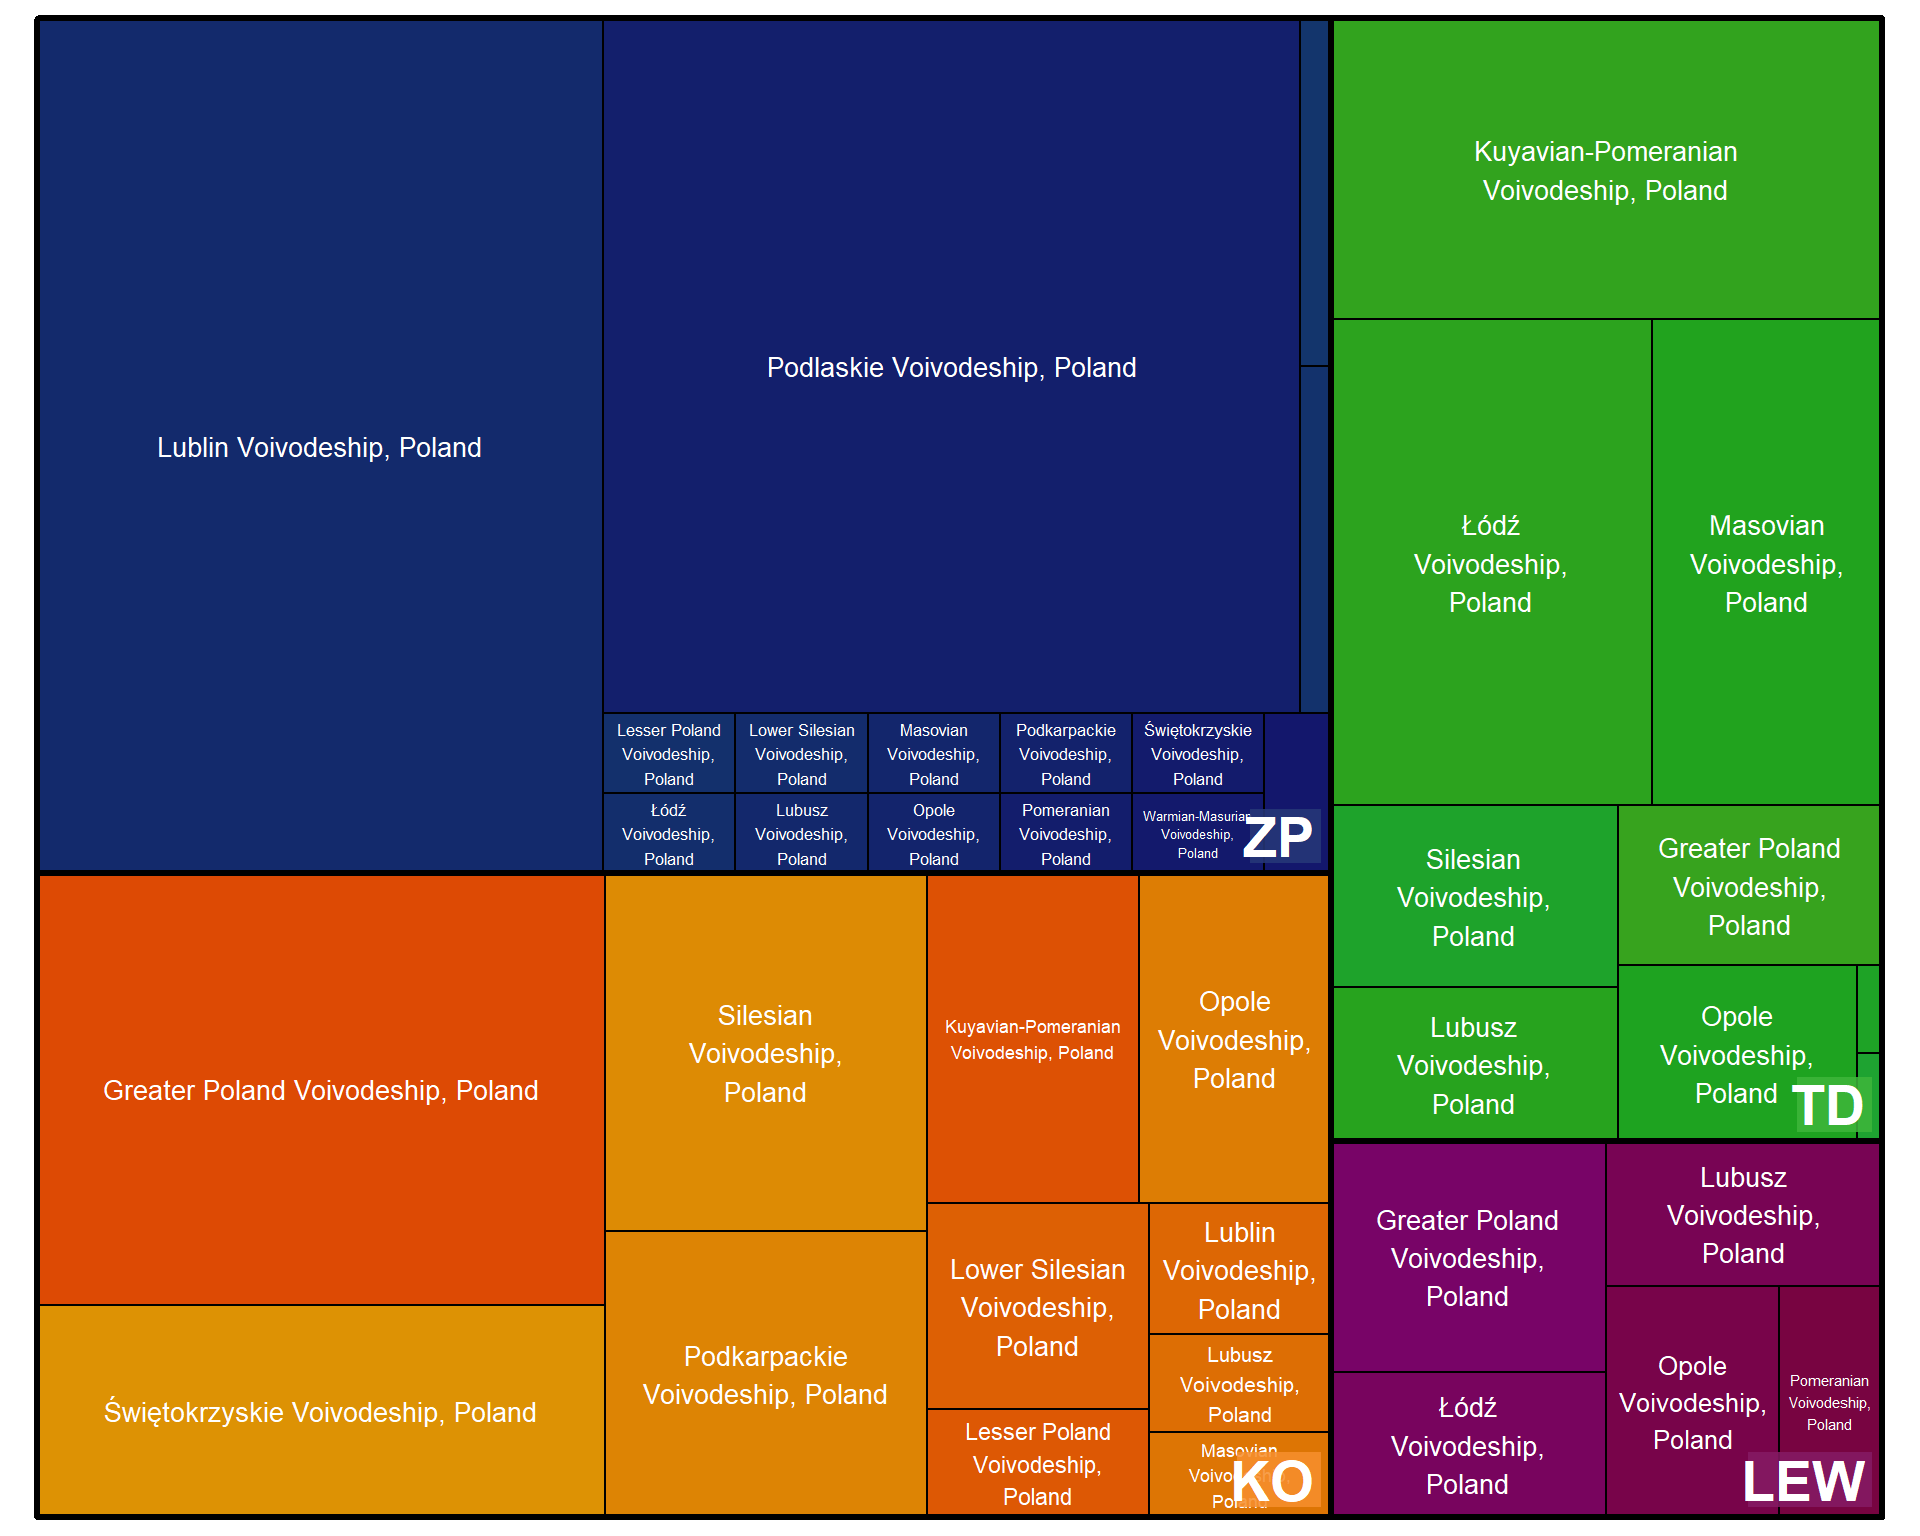 Lublin Voivodeship, Poland
Podlaskie Voivodeship, Poland
Lesser Poland
Voivodeship,
Poland
Lower Silesian
Voivodeship,
Poland
Masovian
Voivodeship,
Poland
Podkarpackie
Voivodeship,
Poland
Świętokrzyskie
Voivodeship,
Poland
Łódź
Voivodeship,
Poland
Lubusz
Voivodeship,
Poland
Opole
Voivodeship,
Poland
Pomeranian
Voivodeship,
Poland
Warmian-Masurian
Voivodeship,
Poland
ZP
Kuyavian-Pomeranian
Voivodeship, Poland
Łódź
Voivodeship,
Poland
Masovian
Voivodeship,
Poland
Silesian
Voivodeship,
Poland
Greater Poland
Voivodeship,
Poland
Lubusz
Voivodeship,
Poland
Opole
Voivodeship,
Poland
TD
Greater Poland Voivodeship, Poland
Świętokrzyskie Voivodeship, Poland
Silesian
Voivodeship,
Poland
Podkarpackie
Voivodeship, Poland
Kuyavian-Pomeranian
Voivodeship, Poland
Opole
Voivodeship,
Poland
Lower Silesian
Voivodeship,
Poland
Lublin
Voivodeship,
Poland
Lubusz
Voivodeship,
Poland
Lesser Poland
Voivodeship,
Poland
Masovian
Voivodeship,
Poland
KO
Greater Poland
Voivodeship,
Poland
Lubusz
Voivodeship,
Poland
Łódź
Voivodeship,
Poland
Opole
Voivodeship,
Poland
Pomeranian
Voivodeship,
Poland
LEW